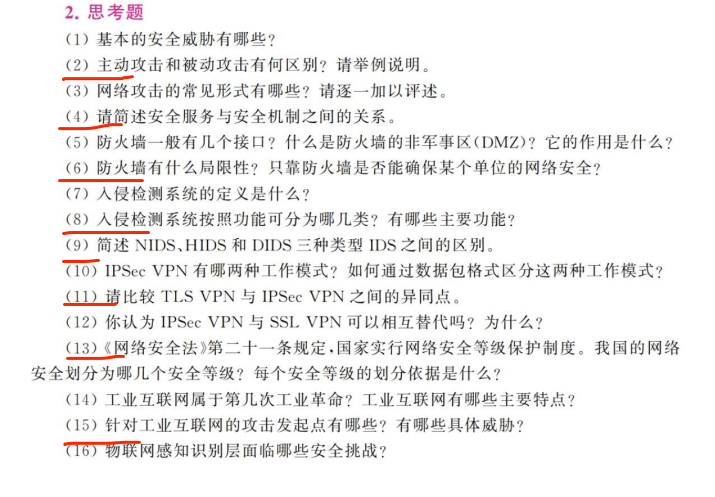 2. 思考题
(1) 基本的安全威胁有哪些?
(2) 主动攻击和被动攻击有何区别? 请举例说明。
(3) 网络攻击的常见形式有哪些? 请逐一加以评述。
(4) 请简述安全服务与安全机制之间的关系。
(5) 防火墙一般有几个接口? 什么是防火墙的非军事区(DMZ)? 它的作用是什么?
(6) 防火墙有什么局限性? 只靠防火墙是否能确保某个单位的网络安全?
(7) 入侵检测系统的定义是什么?
(8) 入侵检测系统按照功能可分为哪几类? 有哪些主要功能?
(9) 简述 NIDS、HIDS 和 DIDS 三种类型 IDS 之间的区别。
(10) IPSec VPN 有哪两种工作模式? 如何通过数据包格式区分这两种工作模式?
(11) 请比较 TLS VPN 与 IPSec VPN 之间的异同点。
(12) 你认为 IPSec VPN 与 SSL VPN 可以相互替代吗? 为什么?
(13)《网络安全法》第二十一条规定,国家实行网络安全等级保护制度。我国的网络
安全划分为哪几个安全等级? 每个安全等级的划分依据是什么?
(14) 工业互联网属于第几次工业革命? 工业互联网有哪些主要特点?
(15) 针对工业互联网的攻击发起点有哪些? 有哪些具体威胁?
(16) 物联网感知识别层面临哪些安全挑战?